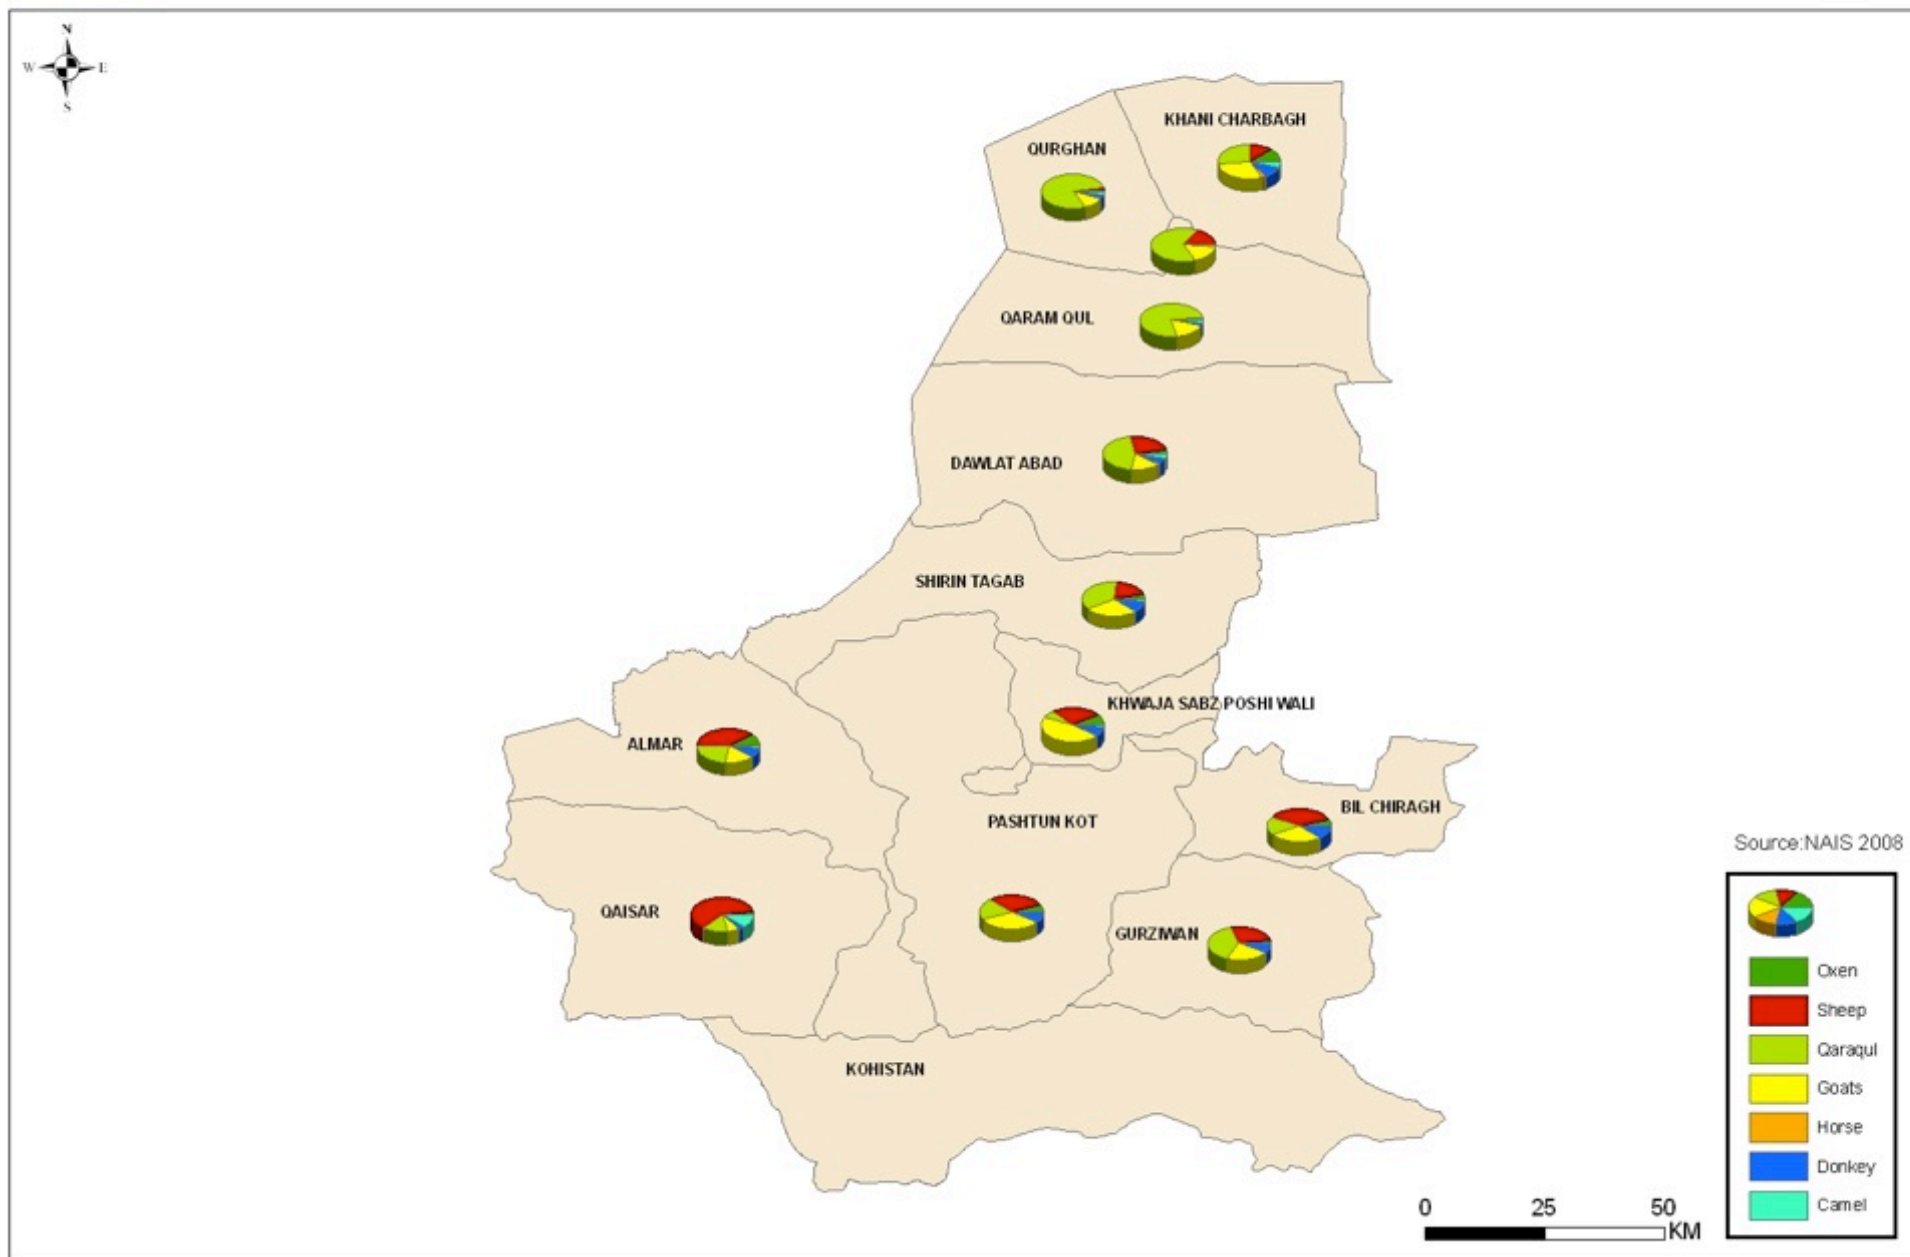 N
W E
S
KHANI CHARBAGH
QURGHAN
QARAM QUL
DAWLAT ABAD
SHIRIN TAGAB
KHWAJA SABZ POSHI WALI
ALMAR
BIL CHIRAGH
PASHTUN KOT
QAISAR
GURZIWAN
KOHISTAN
Source:NAIS 2008
Oxen
Sheep
Qaraqul
Goats
Horse
Donkey
Camel
0 25 50
KM